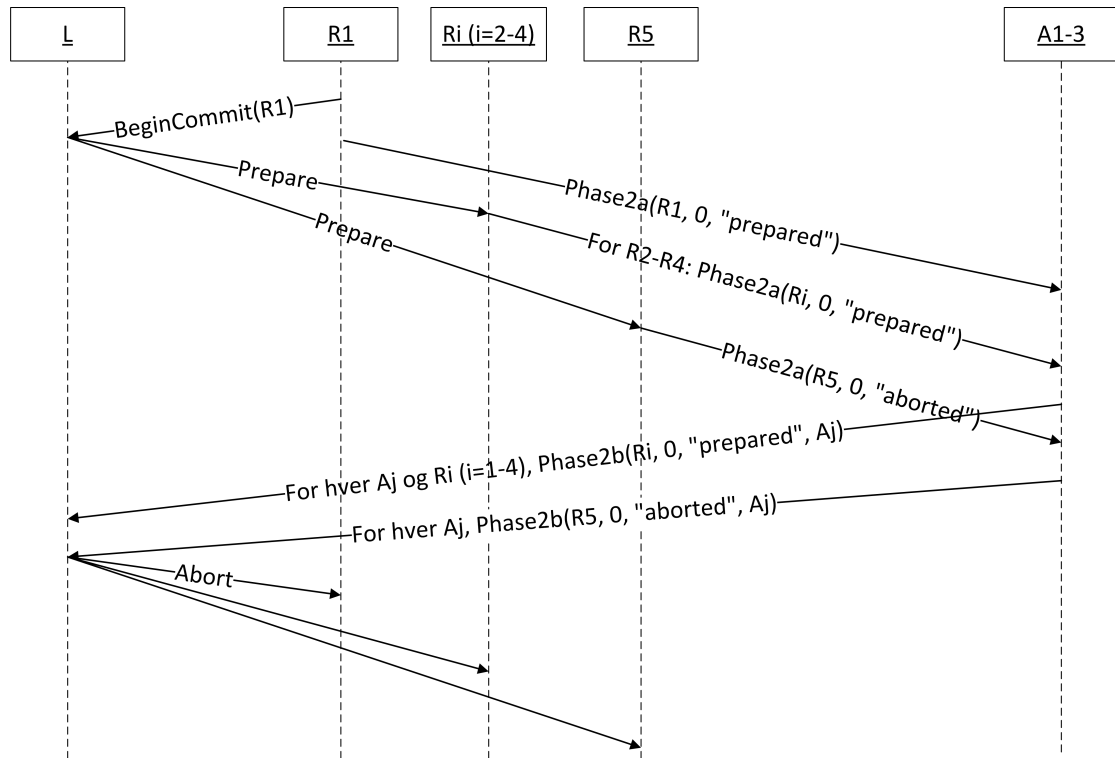 L
R1
Ri (i=2-4)
R5
A1-3
BeginCommit(R1)
Prepare
Phase2a(R1, 0, "prepared")
Prepare
For R2-R4: Phase2a(Ri, 0, "prepared")
Phase2a(R5, 0, "aborted")
For hver Aj og Ri (i=1-4), Phase2b(Ri, 0, "prepared", Aj)
For hver Aj, Phase2b(R5, 0, "aborted", Aj)
Abort